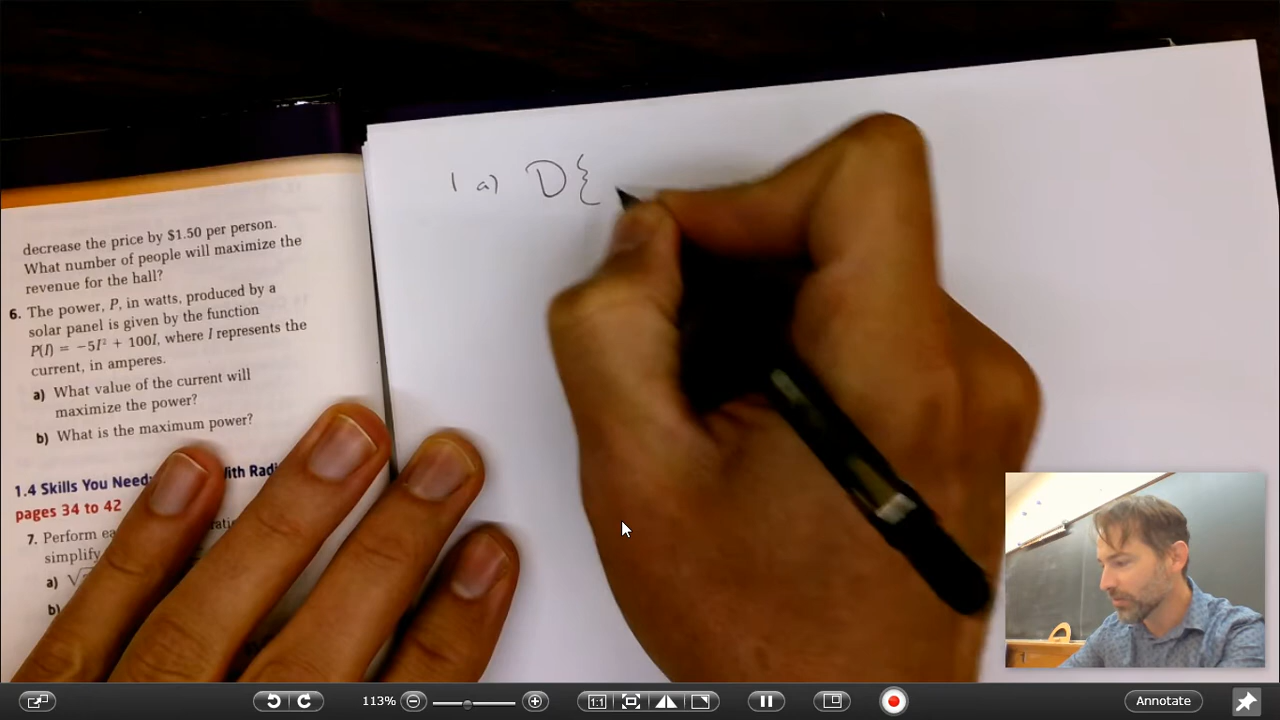 decrease the price by $1.50 per person.
What number of people will maximize the
revenue for the hall?
6. The power, P, in watts, produced by a
solar panel is given by the function
P(I) = −5I² + 100I, where I represents the
current, in amperes.
a) What value of the current will
maximize the power?
b) What is the maximum power?
1.4 Skills You Need:
pages 34 to 42
7. Perform
simplify
a) √
b)
1 a) D{
113%
1:1
Annotate